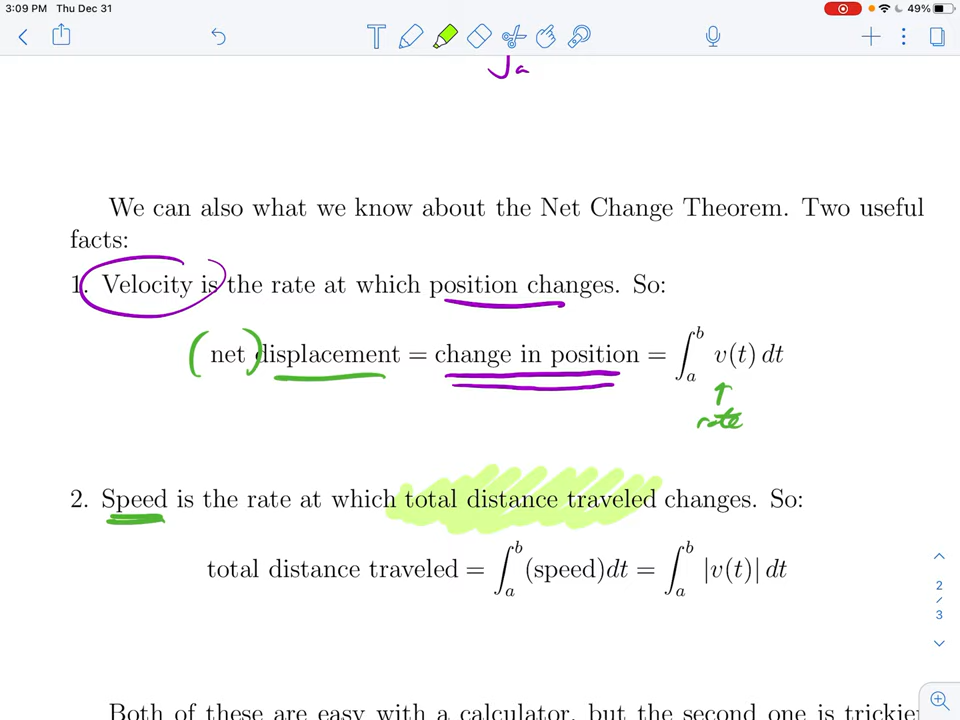 3:09 PM Thu Dec 31
49%
∫a
We can also what we know about the Net Change Theorem. Two useful
facts:
1. Velocity is the rate at which position changes. So:
(net) displacement = change in position = ∫_a^b v(t) dt
↑
rate
2. Speed is the rate at which total distance traveled changes. So:
total distance traveled = ∫_a^b (speed)dt = ∫_a^b |v(t)| dt
2
/
3
Both of these are easy with a calculator, but the second one is trickier